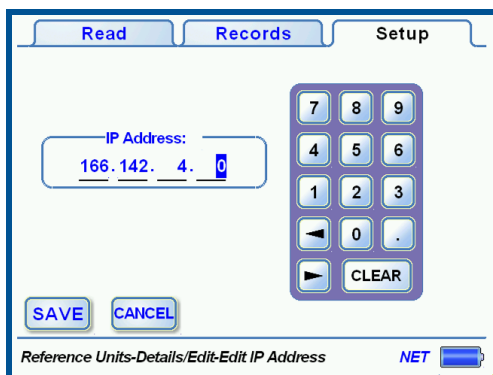 Read Records Setup
7 8 9
IP Address:
4 5 6
166. 142. 4. 0
1 2 3
0 .
CLEAR
SAVE CANCEL
Reference Units-Details/Edit-Edit IP Address NET